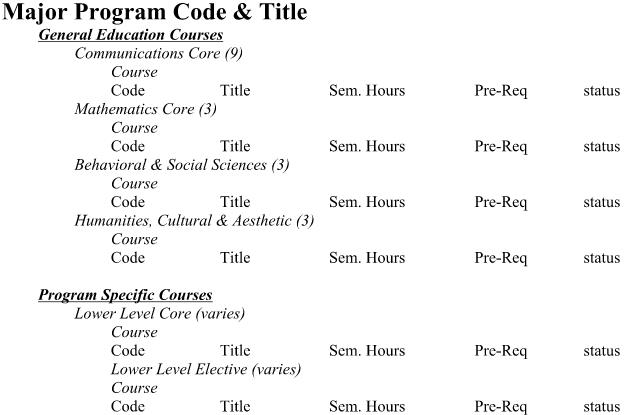 Major Program Code & Title
General Education Courses
Communications Core (9)
Course
Code Title Sem. Hours Pre-Req status
Mathematics Core (3)
Course
Code Title Sem. Hours Pre-Req status
Behavioral & Social Sciences (3)
Course
Code Title Sem. Hours Pre-Req status
Humanities, Cultural & Aesthetic (3)
Course
Code Title Sem. Hours Pre-Req status
Program Specific Courses
Lower Level Core (varies)
Course
Code Title Sem. Hours Pre-Req status
Lower Level Elective (varies)
Course
Code Title Sem. Hours Pre-Req status